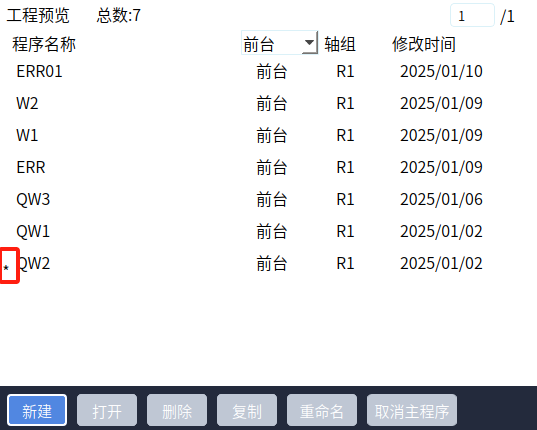 工程预览 总数:7 1 /1
程序名称 前台 轴组 修改时间
ERR01 前台 R1 2025/01/10
W2 前台 R1 2025/01/09
W1 前台 R1 2025/01/09
ERR 前台 R1 2025/01/09
QW3 前台 R1 2025/01/06
QW1 前台 R1 2025/01/02
* QW2 前台 R1 2025/01/02
新建 打开 删除 复制 重命名 取消主程序